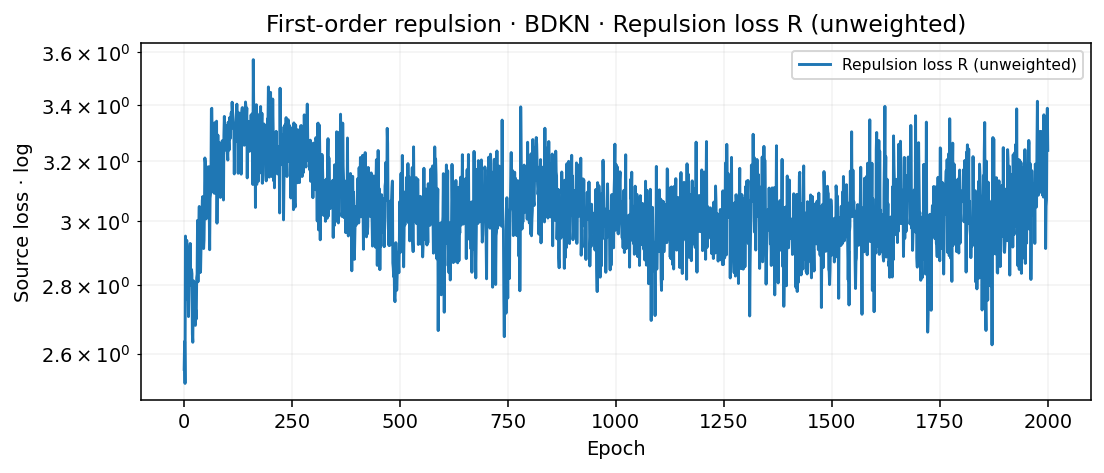 First-order repulsion · BDKN · Repulsion loss R (unweighted)
Source loss · log
3.6 × 10⁰
3.4 × 10⁰
3.2 × 10⁰
3 × 10⁰
2.8 × 10⁰
2.6 × 10⁰
Repulsion loss R (unweighted)
0 250 500 750 1000 1250 1500 1750 2000
Epoch